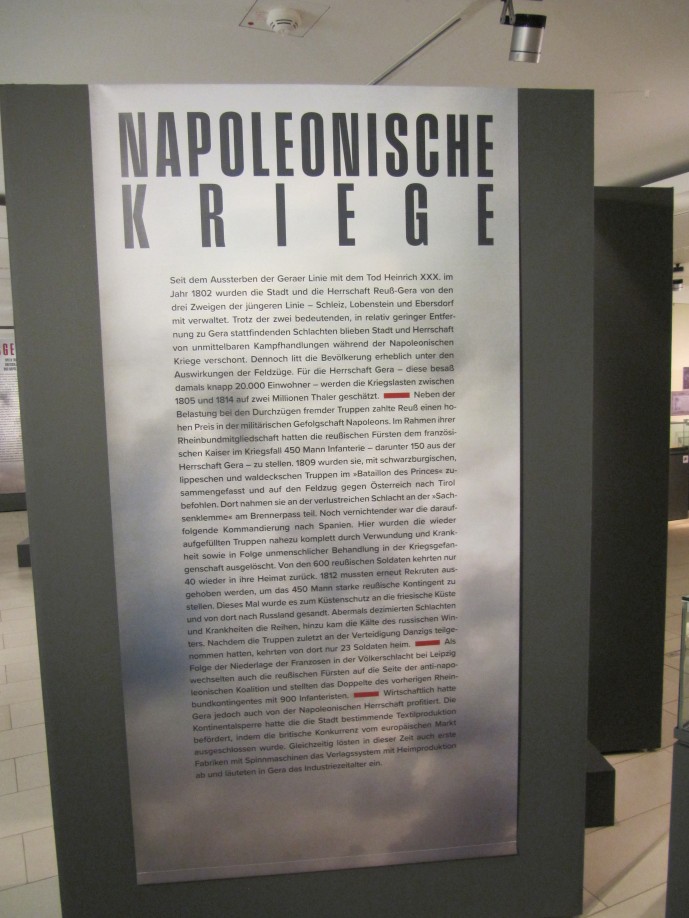 NAPOLEONISCHE
KRIEGE
Seit dem Aussterben der Geraer Linie mit dem Tod Heinrich XXX. im
Jahr 1802 wurden die Stadt und die Herrschaft Reuß-Gera von den
drei Zweigen der jüngeren Linie – Schleiz, Lobenstein und Ebersdorf
mit verwaltet. Trotz der zwei bedeutenden, in relativ geringer Entfer-
nung zu Gera stattfindenden Schlachten blieben Stadt und Herrschaft
von unmittelbaren Kampfhandlungen während der Napoleonischen
Kriege verschont. Dennoch litt die Bevölkerung erheblich unter den
Auswirkungen der Feldzüge. Für die Herrschaft Gera – diese besaß
damals knapp 20.000 Einwohner – werden die Kriegslasten zwischen
1805 und 1814 auf zwei Millionen Thaler geschätzt. Neben der
Belastung bei den Durchzügen fremder Truppen zahlte Reuß einen ho-
hen Preis in der militärischen Gefolgschaft Napoleons. Im Rahmen ihrer
Rheinbundmitgliedschaft hatten die reußischen Fürsten dem französi-
schen Kaiser im Kriegsfall 450 Mann Infanterie – darunter 150 aus der
Herrschaft Gera – zu stellen. 1809 wurden sie, mit schwarzburgischen,
lippeschen und waldeckschen Truppen im »Bataillon des Princes« zu-
sammengefasst und auf den Feldzug gegen Österreich nach Tirol
befohlen. Dort nahmen sie an der verlustreichen Schlacht an der »Sach-
senklemme« am Brennerpass teil. Noch vernichtender war die darauf-
folgende Kommandierung nach Spanien. Hier wurden die wieder
aufgefüllten Truppen nahezu komplett durch Verwundung und Krank-
heit sowie in Folge unmenschlicher Behandlung in der Kriegsgefan-
genschaft ausgelöscht. Von den 600 reußischen Soldaten kehrten nur
40 wieder in ihre Heimat zurück. 1812 mussten erneut Rekruten aus-
gehoben werden, um das 450 Mann starke reußische Kontingent zu
stellen. Dieses Mal wurde es zum Küstenschutz an die friesische Küste
und von dort nach Russland gesandt. Abermals dezimierten Schlachten
und Krankheiten die Reihen, hinzu kam die Kälte des russischen Win-
ters. Nachdem die Truppen zuletzt an der Verteidigung Danzigs teilge-
nommen hatten, kehrten von dort nur 23 Soldaten heim. Als
Folge der Niederlage der Franzosen in der Völkerschlacht bei Leipzig
wechselten auch die reußischen Fürsten auf die Seite der anti-napo-
leonischen Koalition und stellten das Doppelte des vorherigen Rhein-
bundkontingentes mit 900 Infanteristen. Wirtschaftlich hatte
Gera jedoch auch von der Napoleonischen Herrschaft profitiert. Die
Kontinentalsperre hatte die die Stadt bestimmende Textilproduktion
befördert, indem die britische Konkurrenz vom europäischen Markt
ausgeschlossen wurde. Gleichzeitig lösten in dieser Zeit auch erste
Fabriken mit Spinnmaschinen das Verlagssystem mit Heimproduktion
ab und läuteten in Gera das Industriezeitalter ein.